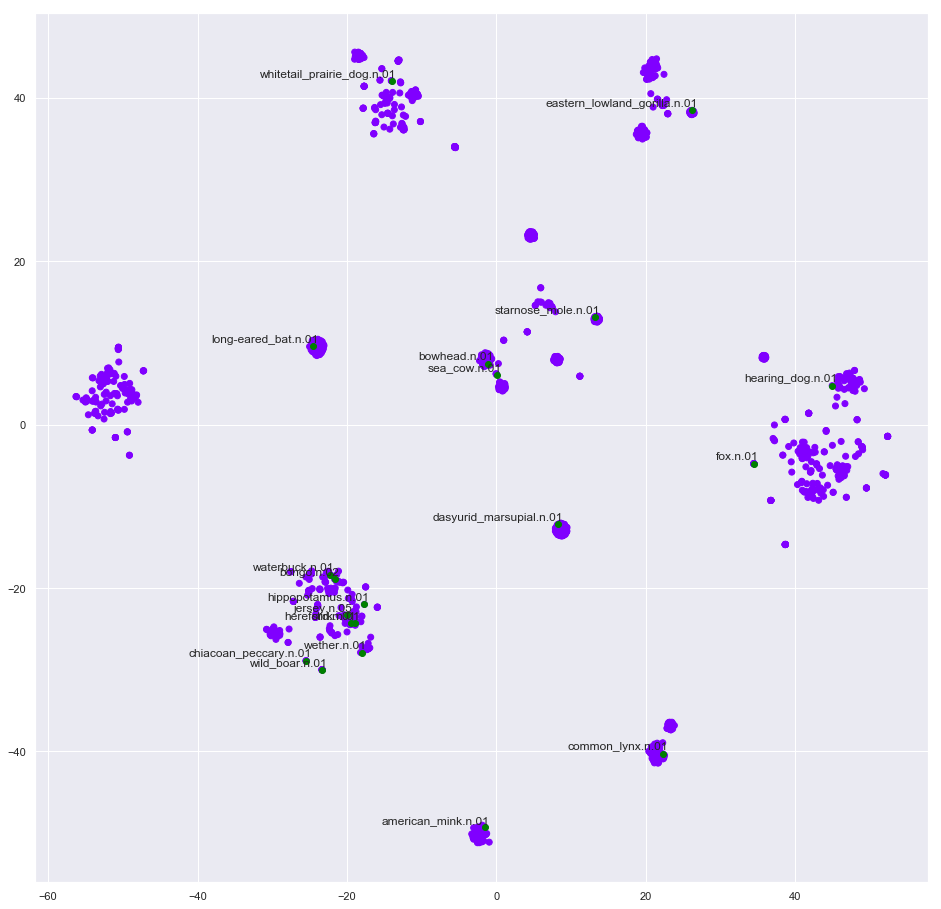 whitetail_prairie_dog.n.01
eastern_lowland_gorilla.n.01
starnose_mole.n.01
long-eared_bat.n.01
bowhead.n.01
sea_cow.n.01
hearing_dog.n.01
fox.n.01
dasyurid_marsupial.n.01
waterbuck.n.01
hippopotamus.n.01
wether.n.01
chiacoan_peccary.n.01
wild_boar.n.01
common_lynx.n.01
american_mink.n.01
40
20
0
−20
−40
−60
−40
−20
0
20
40